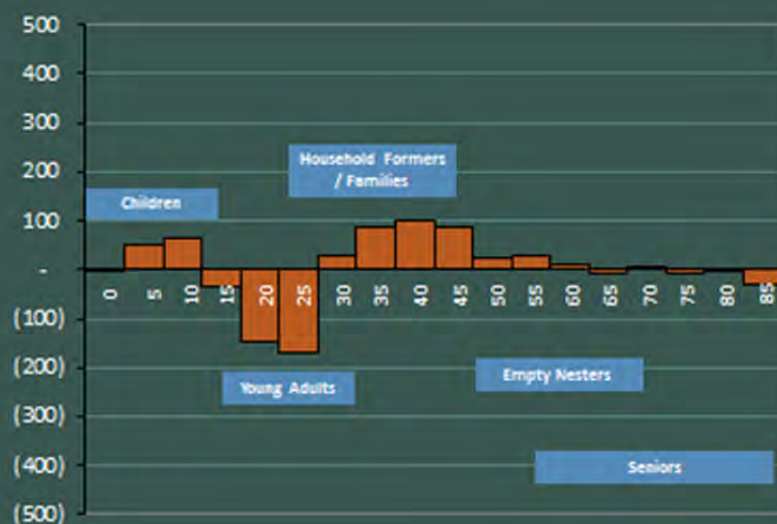 500
400
300
200
100
-
(100)
(200)
(300)
(400)
(500)
Children
Household Formers
/ Families
0 5 10 15 20 25 30 35 40 45 50 55 60 65 70 75 80 85
Young Adults
Empty Nesters
Seniors